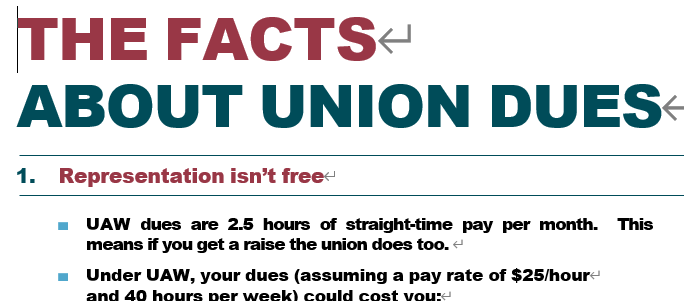 THE FACTS
ABOUT UNION DUES
1. Representation isn’t free
UAW dues are 2.5 hours of straight-time pay per month. This
means if you get a raise the union does too.
Under UAW, your dues (assuming a pay rate of $25/hour
and 40 hours per week) could cost you: